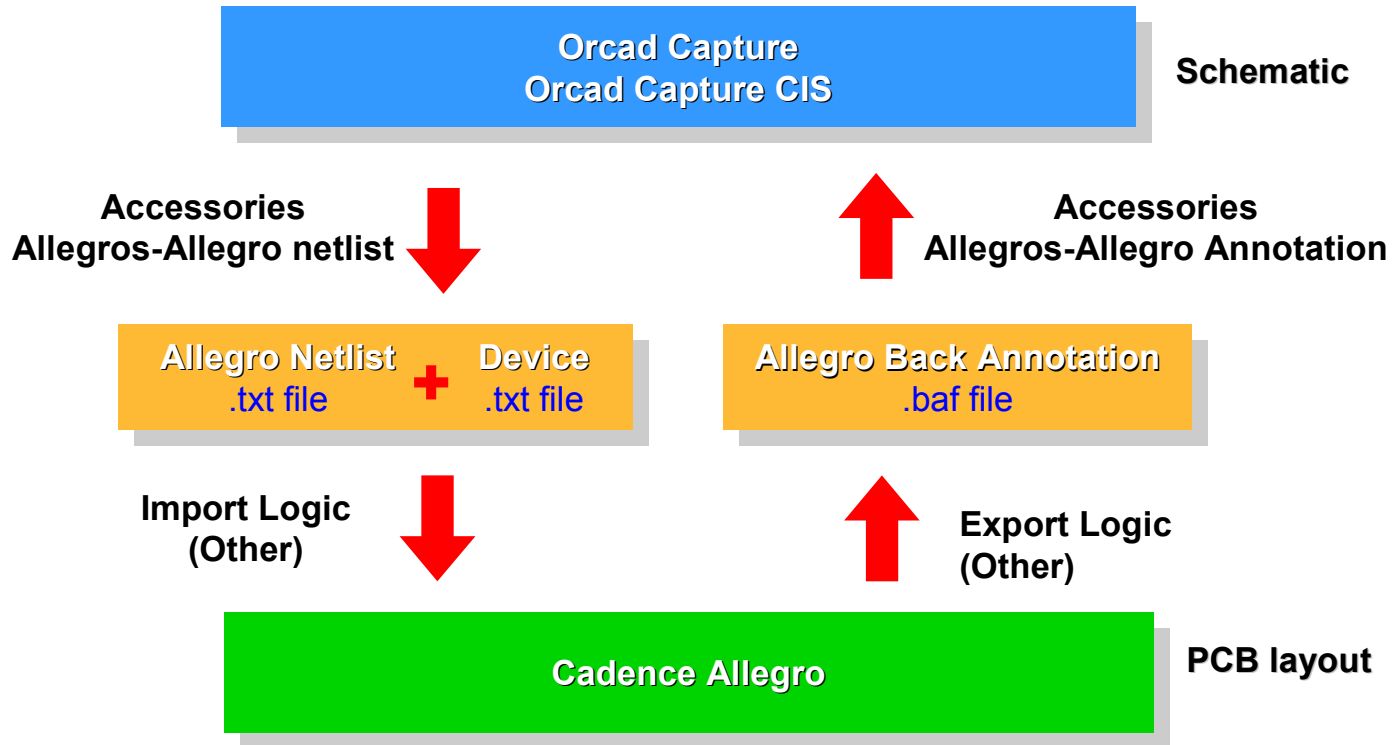 Orcad Capture
Orcad Capture CIS
Schematic
Accessories
Allegros-Allegro netlist
Accessories
Allegros-Allegro Annotation
Allegro Netlist + Device
.txt file .txt file
Allegro Back Annotation
.baf file
Import Logic
(Other)
Export Logic
(Other)
Cadence Allegro
PCB layout